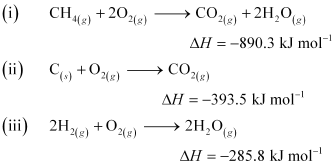 (i) CH₄₍g₎ + 2O₂₍g₎ ⟶ CO₂₍g₎ + 2H₂O₍g₎
ΔH = −890.3 kJ mol⁻¹
(ii) C₍s₎ + O₂₍g₎ ⟶ CO₂₍g₎
ΔH = −393.5 kJ mol⁻¹
(iii) 2H₂₍g₎ + O₂₍g₎ ⟶ 2H₂O₍g₎
ΔH = −285.8 kJ mol⁻¹